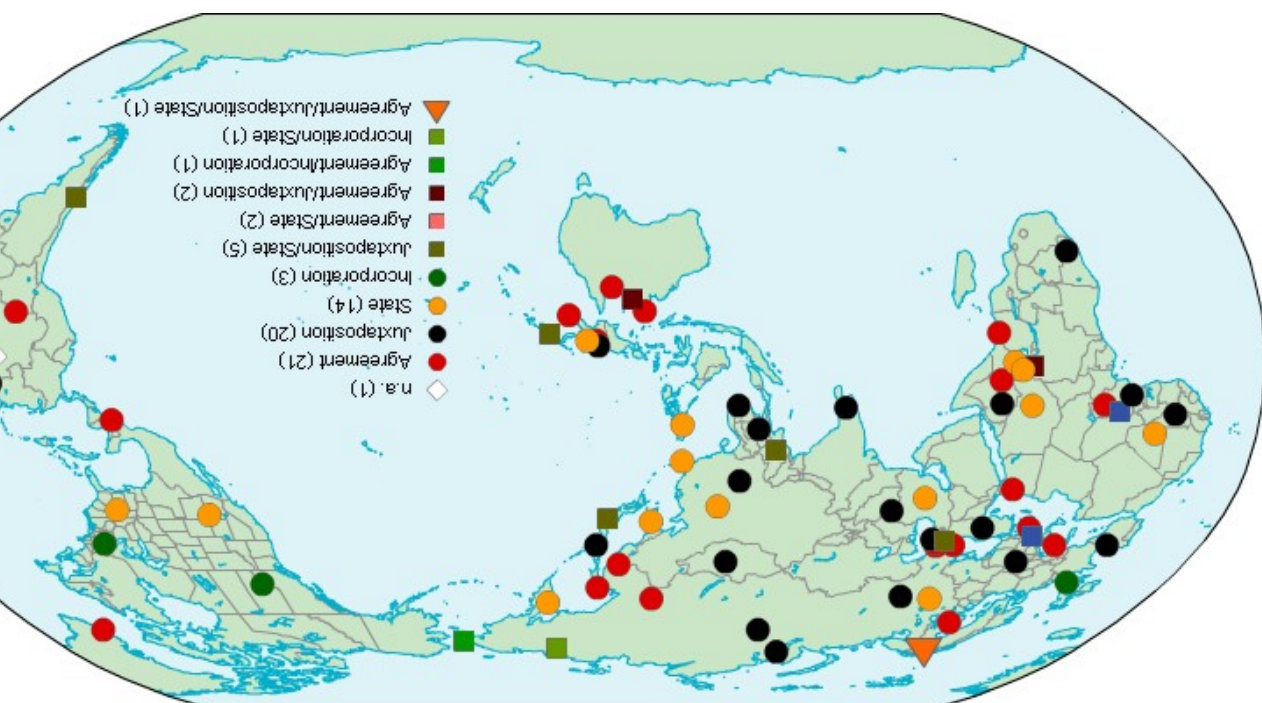 n.a. (1)
Agreement (21)
Juxtaposition (20)
State (14)
Incorporation (3)
Juxtaposition/State (5)
Agreement/State (2)
Agreement/Juxtaposition (2)
Agreement/Incorporation (1)
Incorporation/State (1)
Agreement/Juxtaposition/State (1)